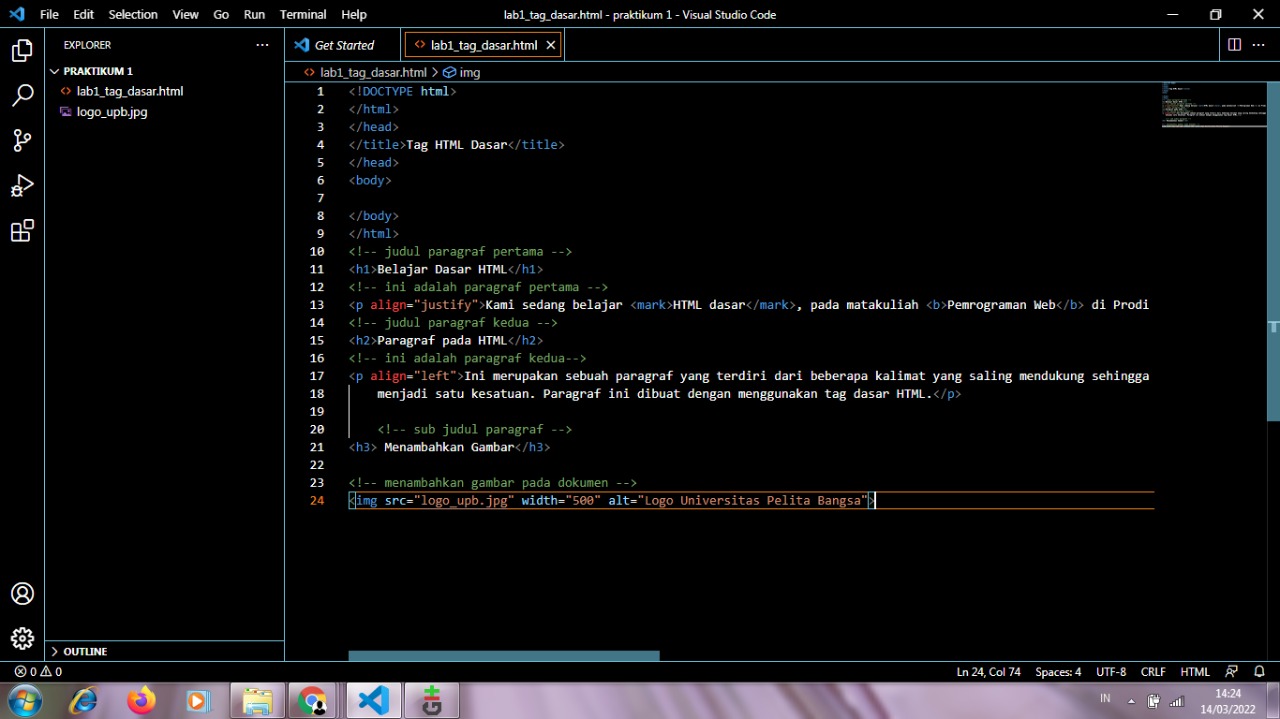 File Edit Selection View Go Run Terminal Help
lab1_tag_dasar.html - praktikum 1 - Visual Studio Code
EXPLORER
PRAKTIKUM 1
lab1_tag_dasar.html
logo_upb.jpg
OUTLINE
Get Started
lab1_tag_dasar.html
lab1_tag_dasar.html > img
1 <!DOCTYPE html>
2 </html>
3 </head>
4 </title>Tag HTML Dasar</title>
5 </head>
6 <body>
7
8 </body>
9 </html>
10 <!-- judul paragraf pertama -->
11 <h1>Belajar Dasar HTML</h1>
12 <!-- ini adalah paragraf pertama -->
13 <p align="justify">Kami sedang belajar <mark>HTML dasar</mark>, pada matakuliah <b>Pemrograman Web</b> di Prodi
14 <!-- judul paragraf kedua -->
15 <h2>Paragraf pada HTML</h2>
16 <!-- ini adalah paragraf kedua-->
17 <p align="left">Ini merupakan sebuah paragraf yang terdiri dari beberapa kalimat yang saling mendukung sehingga
18 menjadi satu kesatuan. Paragraf ini dibuat dengan menggunakan tag dasar HTML.</p>
19
20 <!-- sub judul paragraf -->
21 <h3> Menambahkan Gambar</h3>
22
23 <!-- menambahkan gambar pada dokumen -->
24 <img src="logo_upb.jpg" width="500" alt="Logo Universitas Pelita Bangsa">
0 0
Ln 24, Col 74 Spaces: 4 UTF-8 CRLF HTML
IN
14:24
14/03/2022